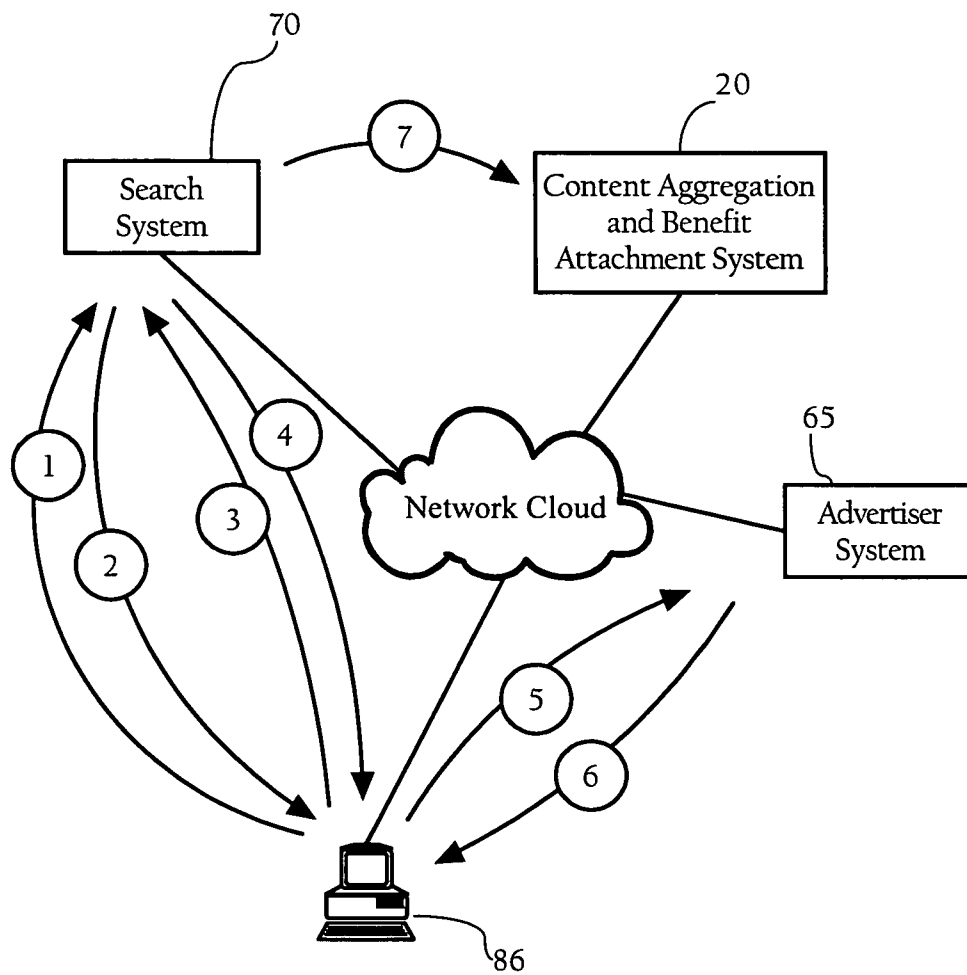 70
20
7
Search
System
Content Aggregation
and Benefit
Attachment System
65
4
1
3
Network Cloud
Advertiser
System
2
5
6
86